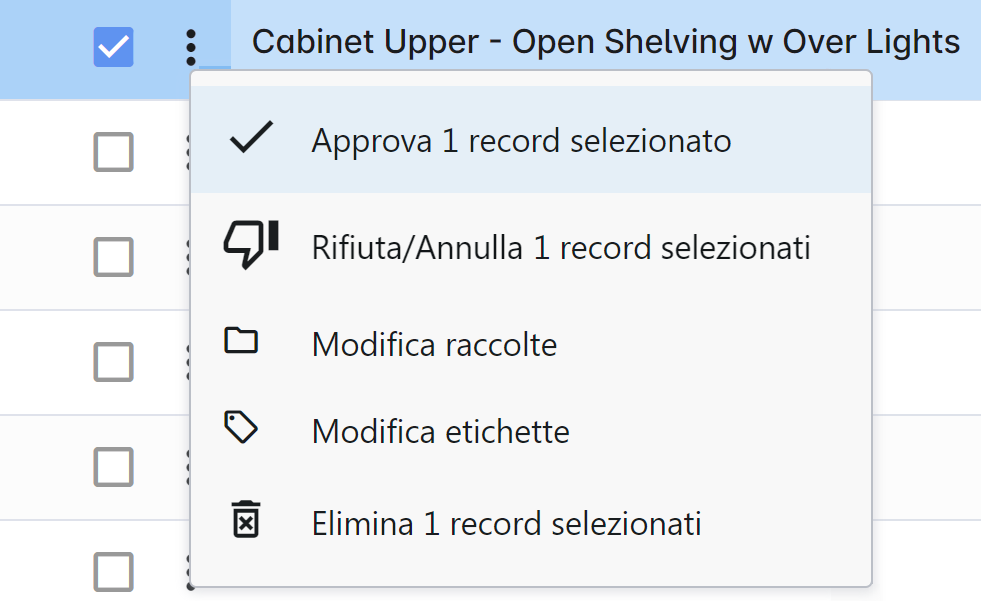 Cabinet Upper - Open Shelving w Over Lights
Approva 1 record selezionato
Rifiuta/Annulla 1 record selezionati
Modifica raccolte
Modifica etichette
Elimina 1 record selezionati